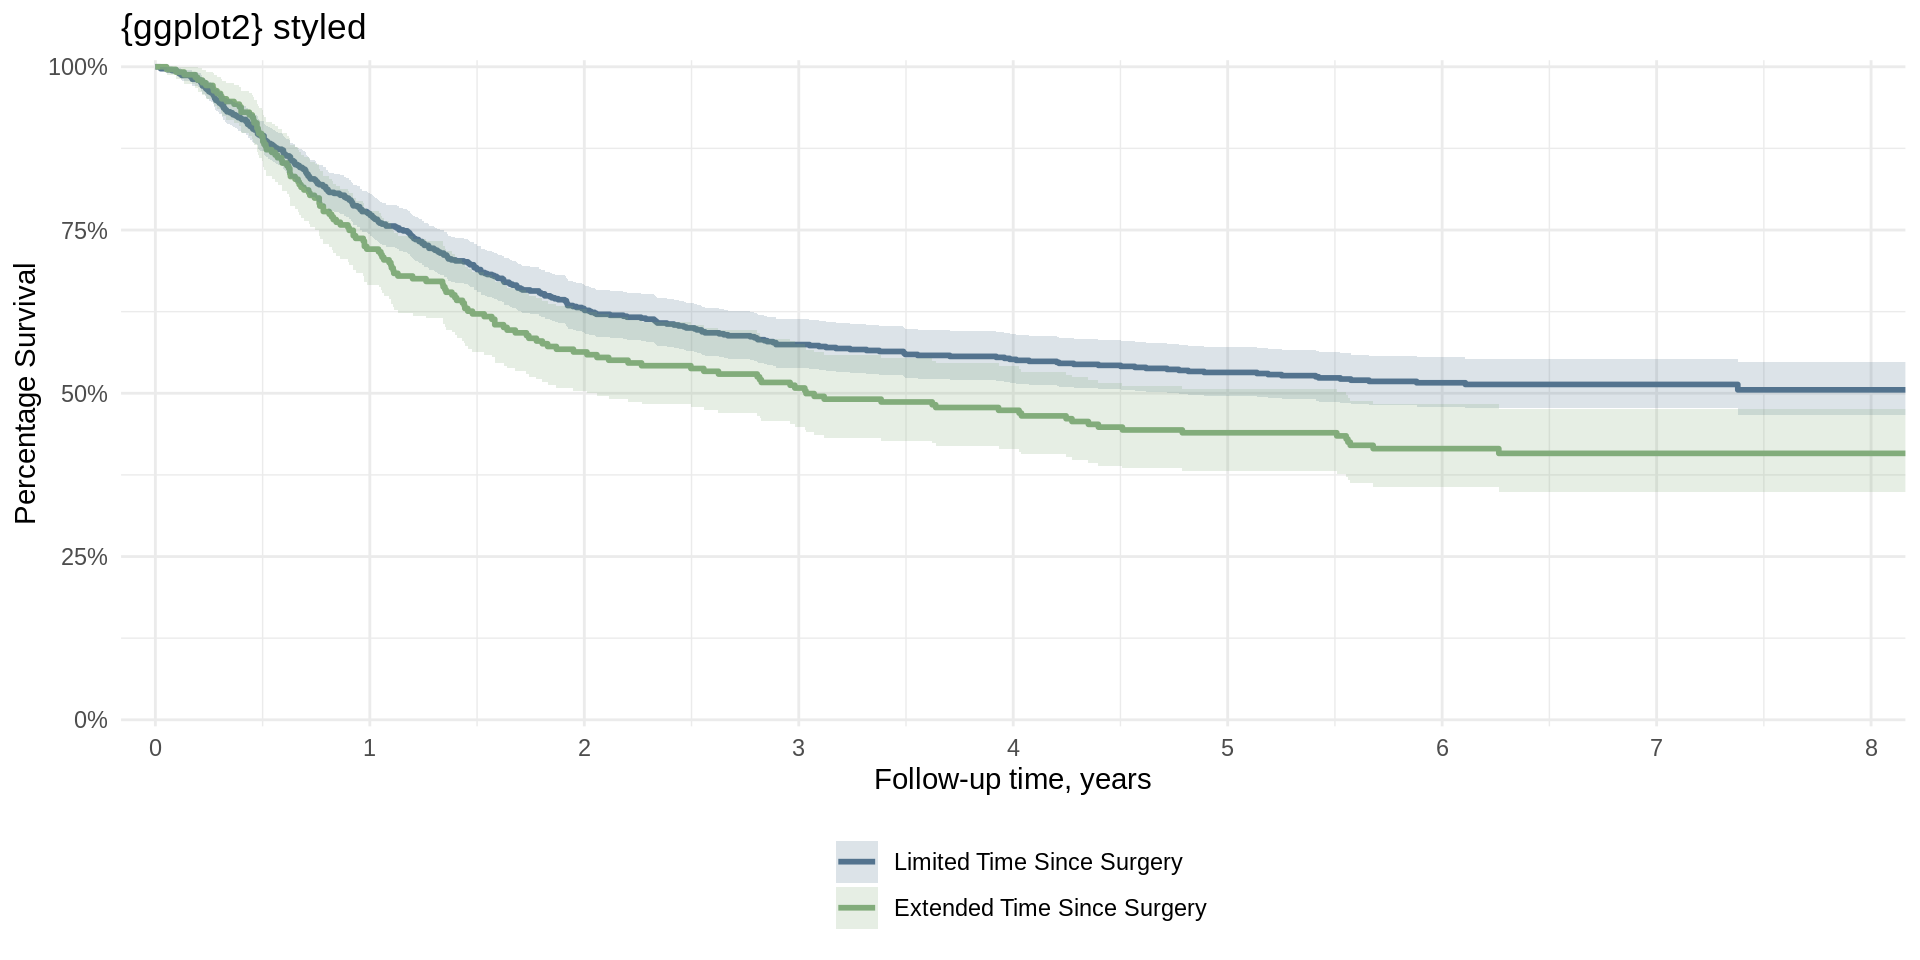 {ggplot2} styled
100%
75%
50%
25%
0%
Percentage Survival
0 1 2 3 4 5 6 7 8
Follow-up time, years
Limited Time Since Surgery
Extended Time Since Surgery